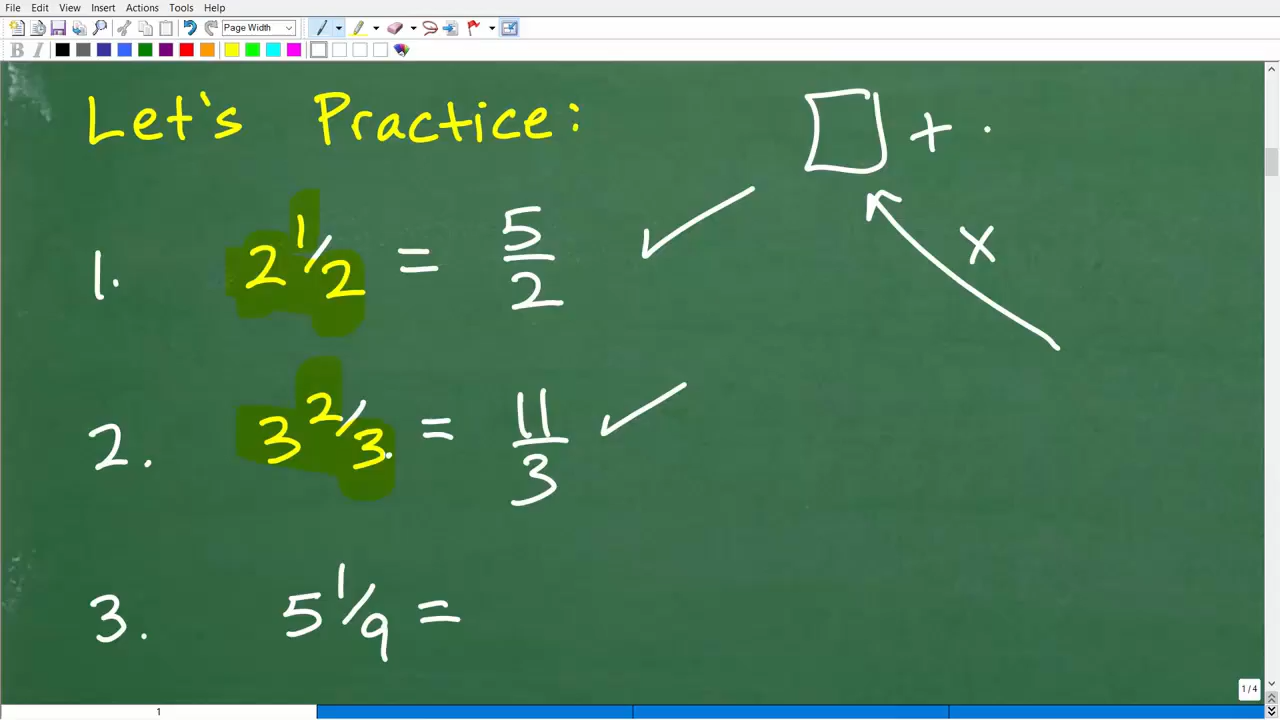 File Edit View Insert Actions Tools Help
Page Width
B I
Let's Practice:
□ + .
x
1. 2 1/2 = 5/2 ✓
2. 3 2/3. = 11/3 ✓
3. 5 1/9 =
1/4
1